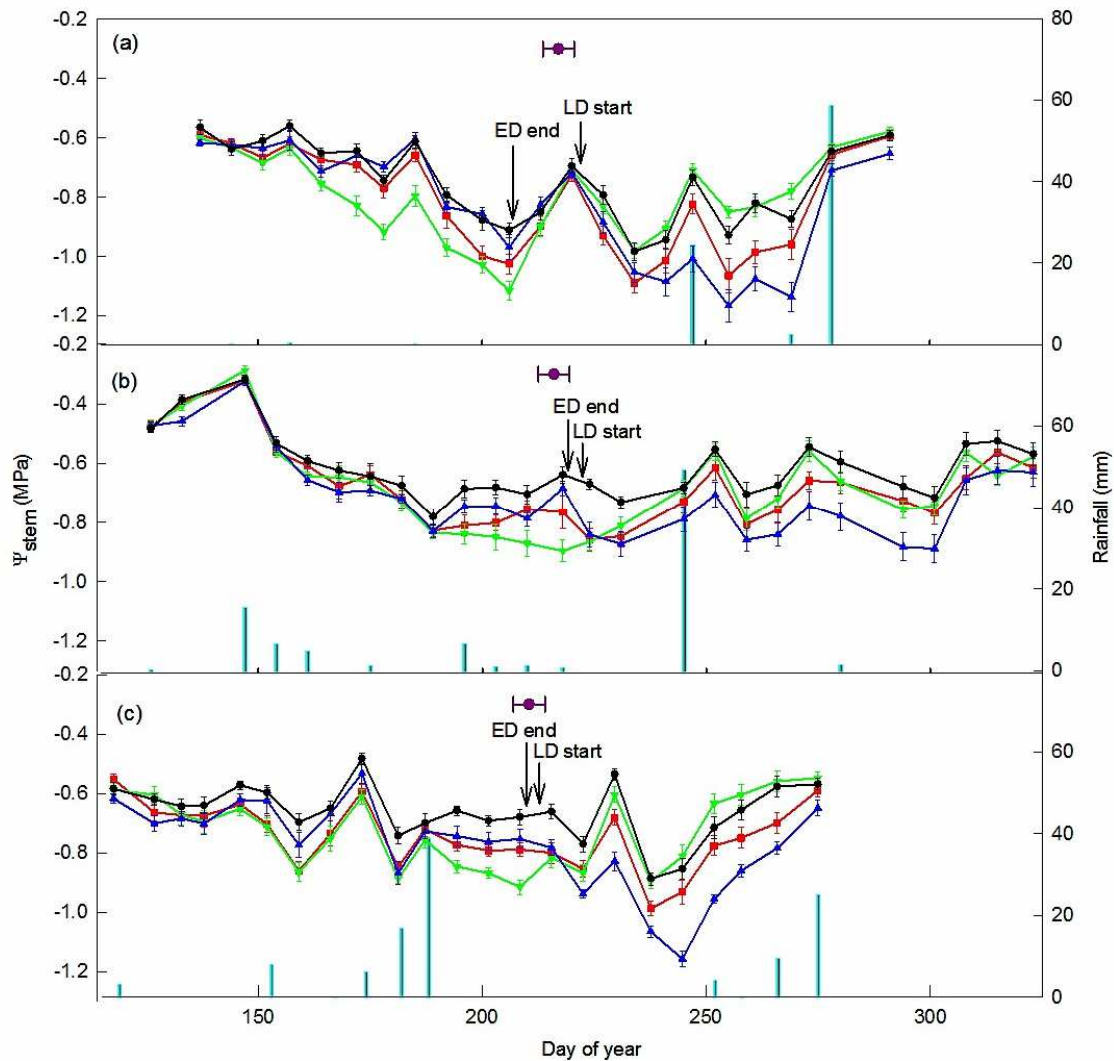 -0.2
-0.4
-0.6
-0.8
-1.0
-1.2
(a)
ED end
LD start
80
60
40
20
0
-0.2
-0.4
-0.6
-0.8
-1.0
-1.2
(b)
ED end
LD start
60
40
20
0
-0.2
-0.4
-0.6
-0.8
-1.0
-1.2
(c)
ED end
LD start
60
40
20
0
Ψstem (MPa)
Rainfall (mm)
150 200 250 300
Day of year